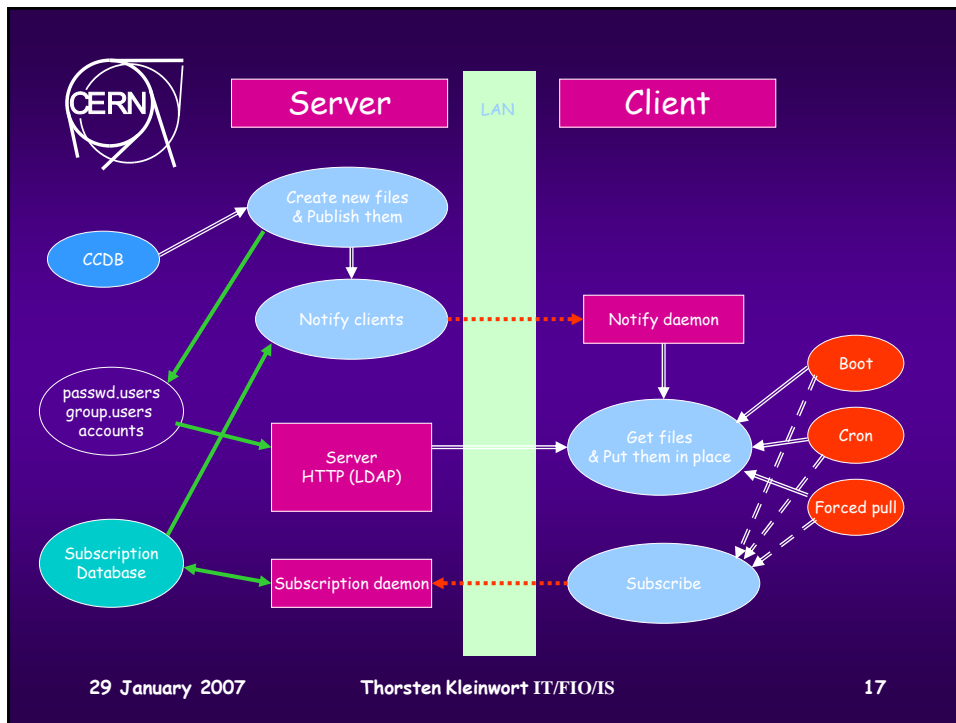 CERN
Server
LAN
Client
Create new files
& Publish them
CCDB
Notify clients
Notify daemon
Boot
passwd.users
group.users
accounts
Cron
Get files
& Put them in place
Server
HTTP (LDAP)
Forced pull
Subscription
Database
Subscription daemon
Subscribe
29 January 2007
Thorsten Kleinwort IT/FIO/IS
17